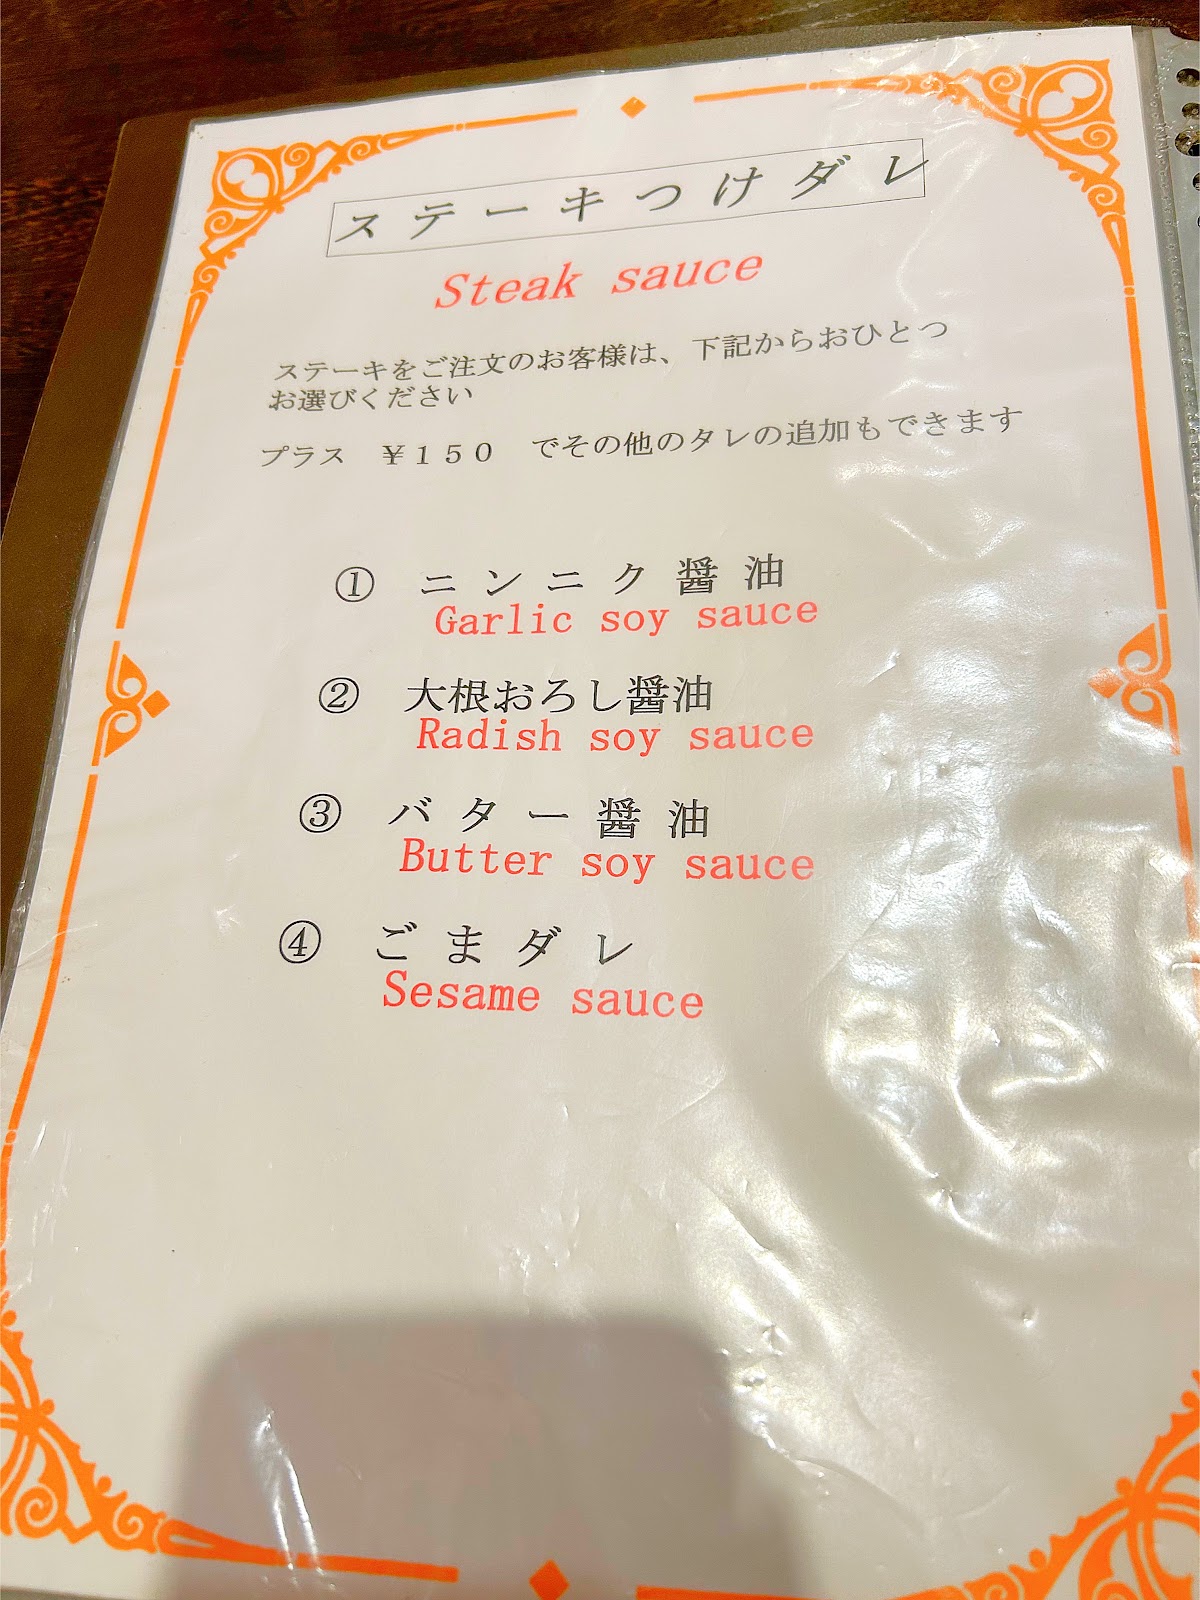 ステーキつけダレ
Steak sauce
ステーキをご注文のお客様は、下記からおひとつ
お選びください
プラス　￥１５０　でその他のタレの追加もできます
①　ニンニク醤油
Garlic soy sauce
②　大根おろし醤油
Radish soy sauce
③　バター醤油
Butter soy sauce
④　ごまダレ
Sesame sauce